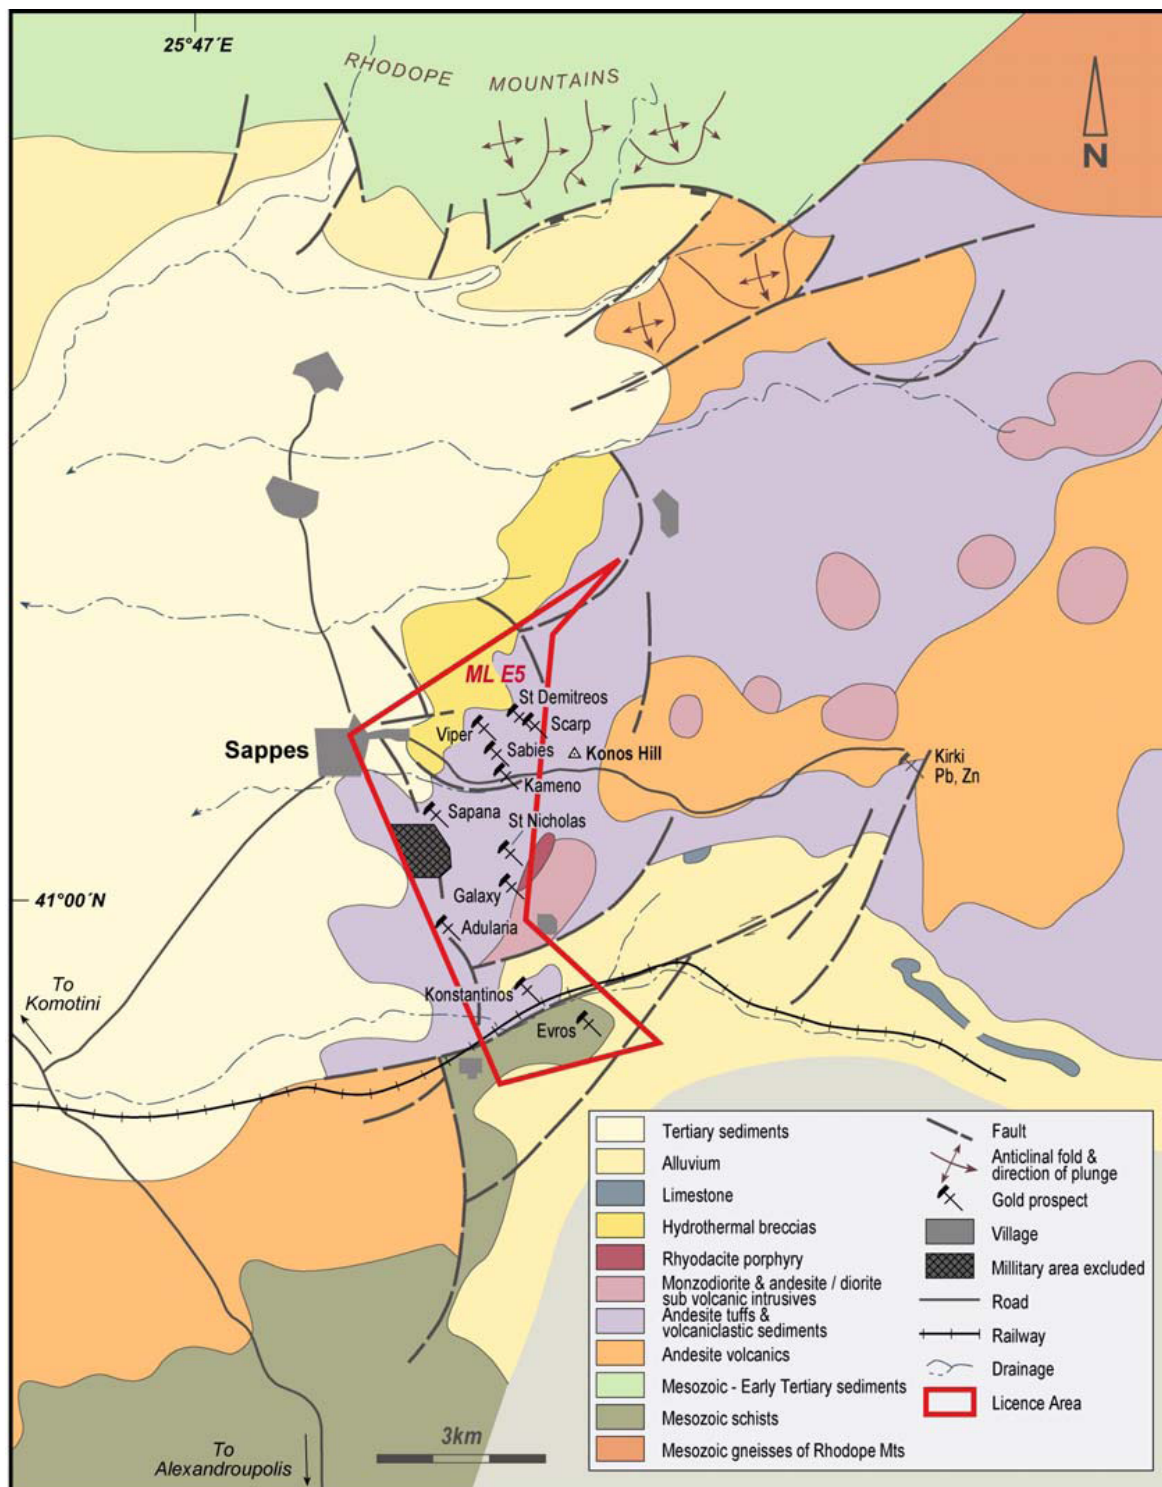 25°47´E
RHODOPE MOUNTAINS
N
ML E5
St Demitreos
Viper
Scarp
Sappes
Sabies
Konos Hill
Kirki
Pb, Zn
Kameno
Sapana
St Nicholas
41°00´N
Galaxy
Adularia
To
Komotini
Konstantinos
Evros
Tertiary sediments
Alluvium
Limestone
Hydrothermal breccias
Rhyodacite porphyry
Monzodiorite & andesite / diorite
sub volcanic intrusives
Andesite tuffs &
volcaniclastic sediments
Andesite volcanics
Mesozoic - Early Tertiary sediments
Mesozoic schists
Mesozoic gneisses of Rhodope Mts
Fault
Anticlinal fold &
direction of plunge
Gold prospect
Village
Millitary area excluded
Road
Railway
Drainage
Licence Area
3km
To
Alexandroupolis